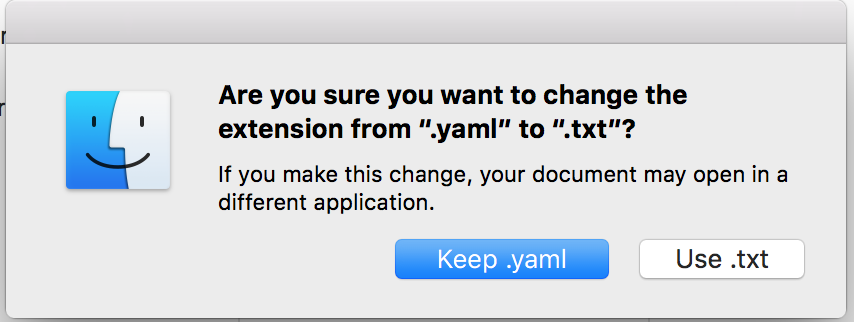 Are you sure you want to change the
extension from “.yaml” to “.txt”?
If you make this change, your document may open in a
different application.
Keep .yaml
Use .txt